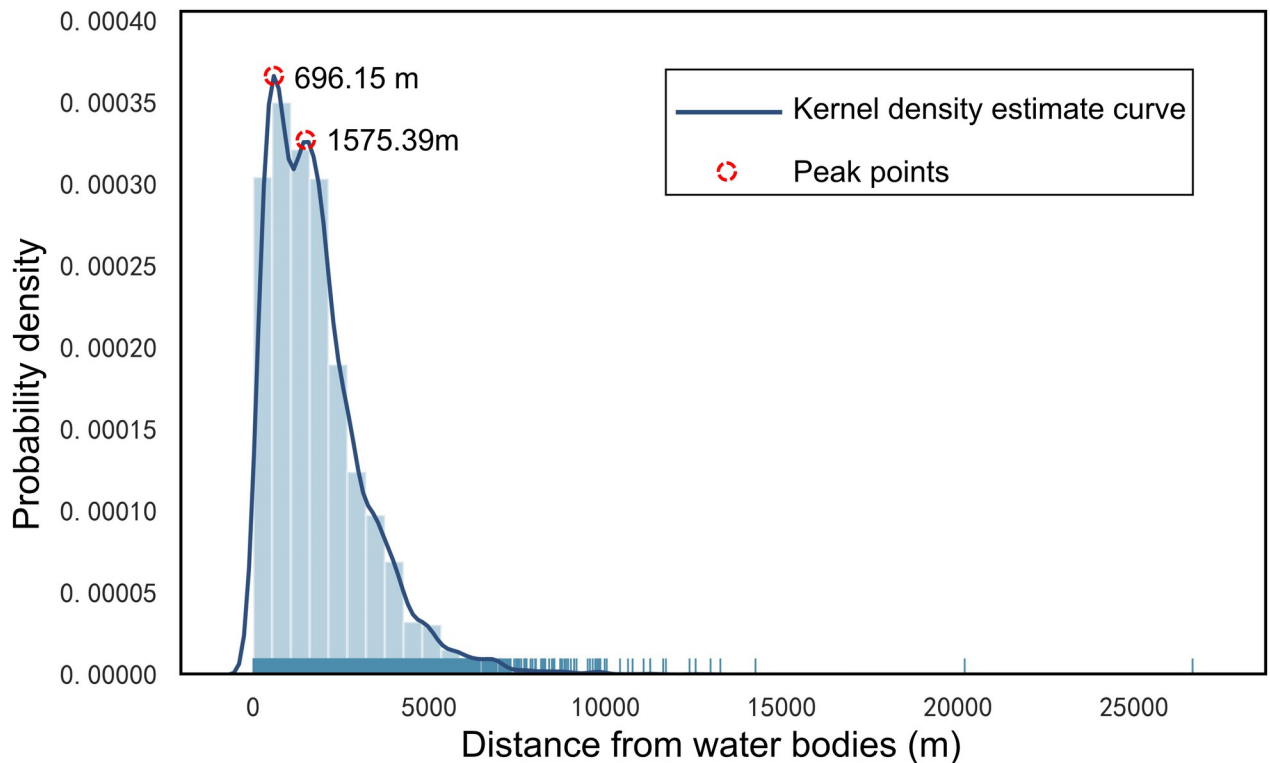 0. 00040
0. 00035
0. 00030
0. 00025
0. 00020
0. 00015
0. 00010
0. 00005
0. 00000
Probability density
696.15 m
1575.39m
Kernel density estimate curve
Peak points
0 5000 10000 15000 20000 25000
Distance from water bodies (m)